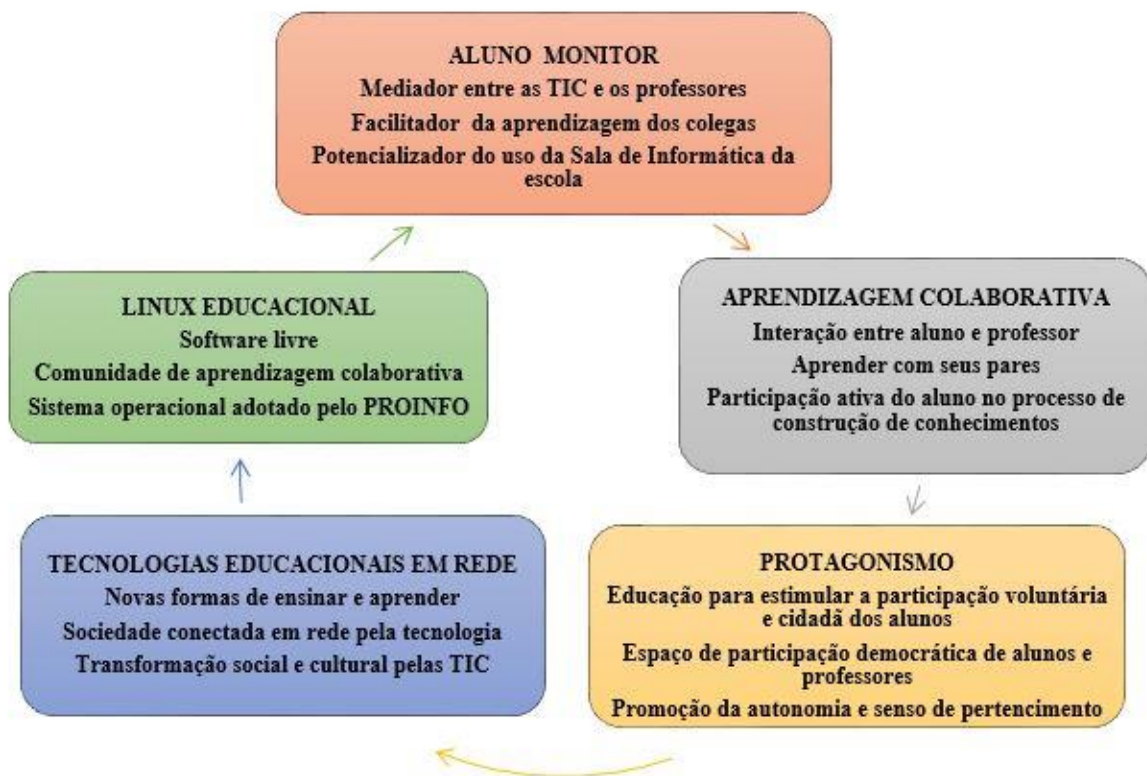 ALUNO MONITOR
Mediador entre as TIC e os professores
Facilitador da aprendizagem dos colegas
Potencializador do uso da Sala de Informática da
escola
APRENDIZAGEM COLABORATIVA
Interação entre aluno e professor
Aprender com seus pares
Participação ativa do aluno no processo de
construção de conhecimentos
PROTAGONISMO
Educação para estimular a participação voluntária
e cidadã dos alunos
Espaço de participação democrática de alunos e
professores
Promoção da autonomia e senso de pertencimento
TECNOLOGIAS EDUCACIONAIS EM REDE
Novas formas de ensinar e aprender
Sociedade conectada em rede pela tecnologia
Transformação social e cultural pelas TIC
LINUX EDUCACIONAL
Software livre
Comunidade de aprendizagem colaborativa
Sistema operacional adotado pelo PROINFO